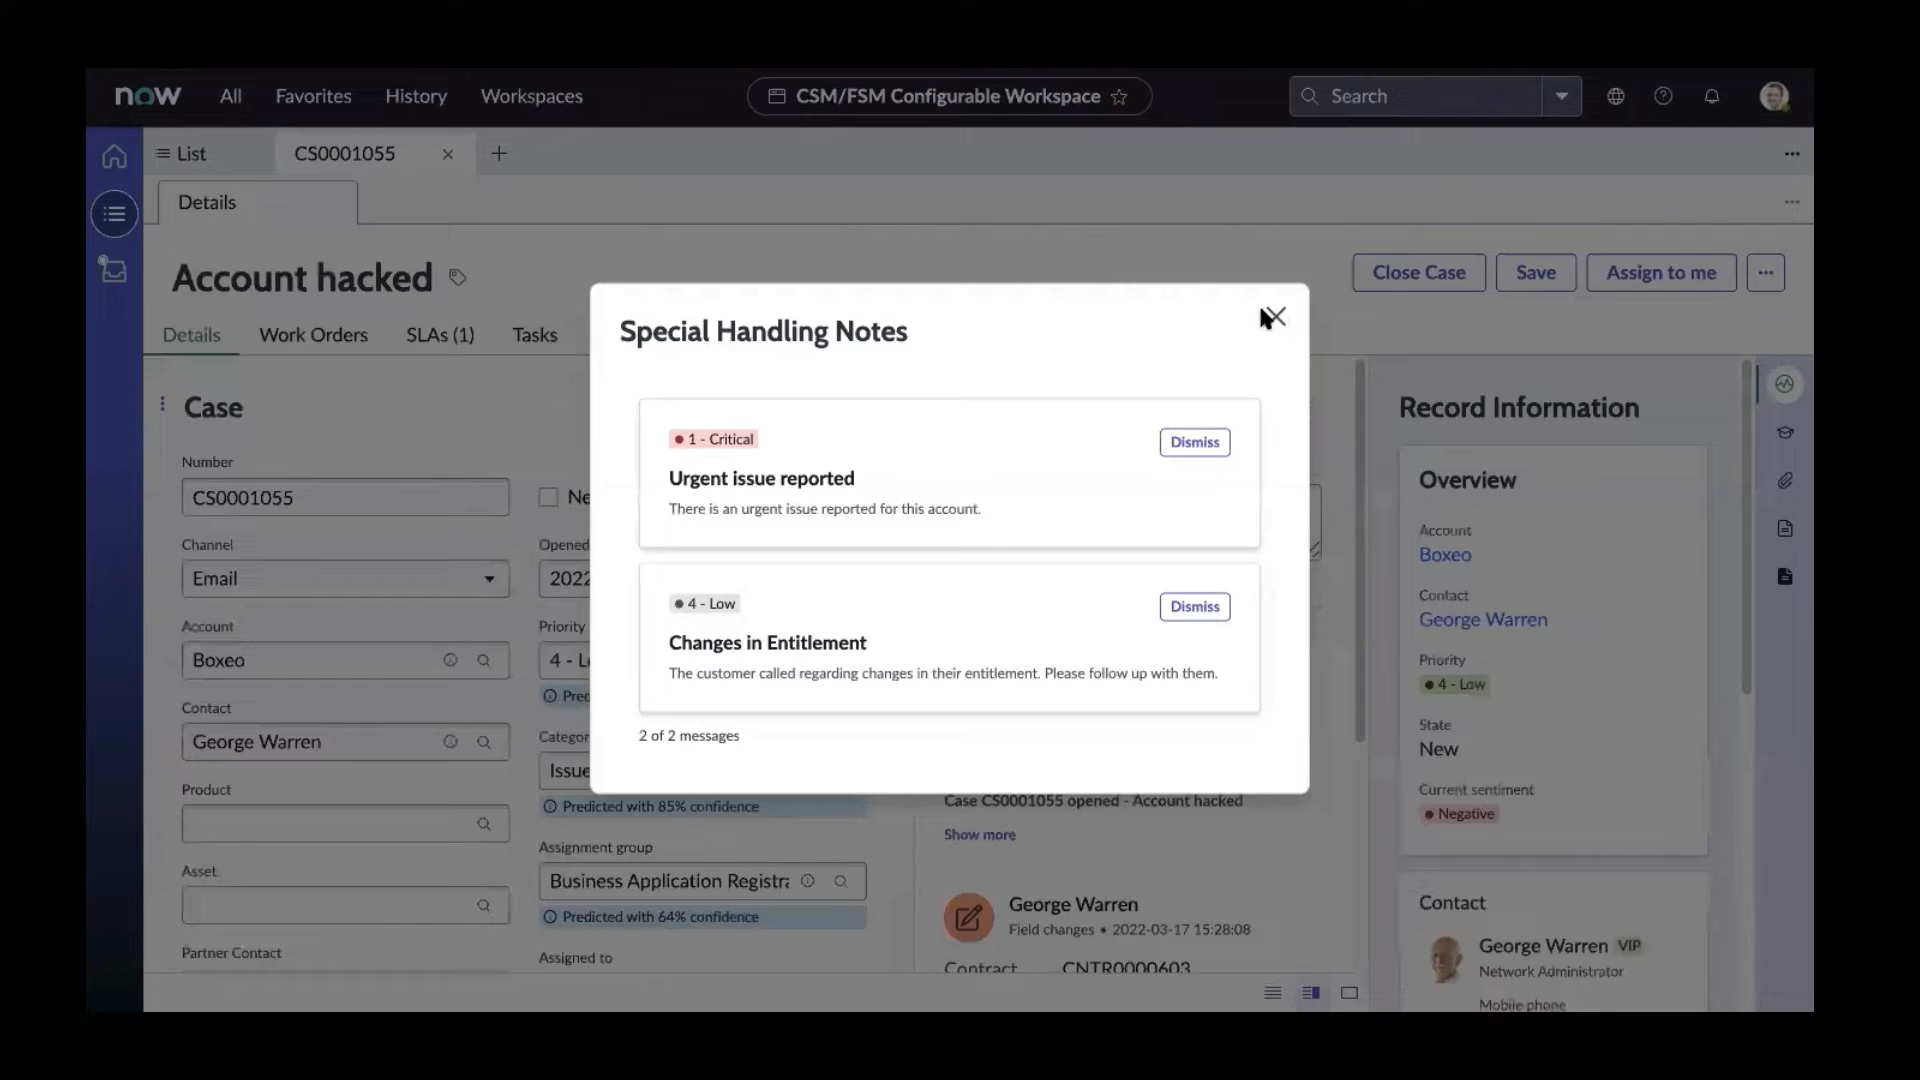 now
All
Favorites
History
Workspaces
CSM/FSM Configurable Workspace
Search
List
CS0001055
Details
Account hacked
Close Case
Save
Assign to me
Details
Work Orders
SLAs (1)
Tasks
Special Handling Notes
1 - Critical
Dismiss
Urgent issue reported
There is an urgent issue reported for this account.
4 - Low
Dismiss
Changes in Entitlement
The customer called regarding changes in their entitlement. Please follow up with them.
2 of 2 messages
Case
Number
CS0001055
Channel
Email
Account
Boxeo
Contact
George Warren
Product
Asset
Partner Contact
Ne
Opened
2022
Priority
4 - L
Pred
Categor
Issue
Predicted with 85% confidence
Assignment group
Business Application Registra
Predicted with 64% confidence
Assigned to
Case CS0001055 opened - Account hacked
Show more
George Warren
Field changes • 2022-03-17 15:28:08
Contract CNTR0000603
Record Information
Overview
Account
Boxeo
Contact
George Warren
Priority
4 - Low
State
New
Current sentiment
Negative
Contact
George Warren VIP
Network Administrator
Mobile phone